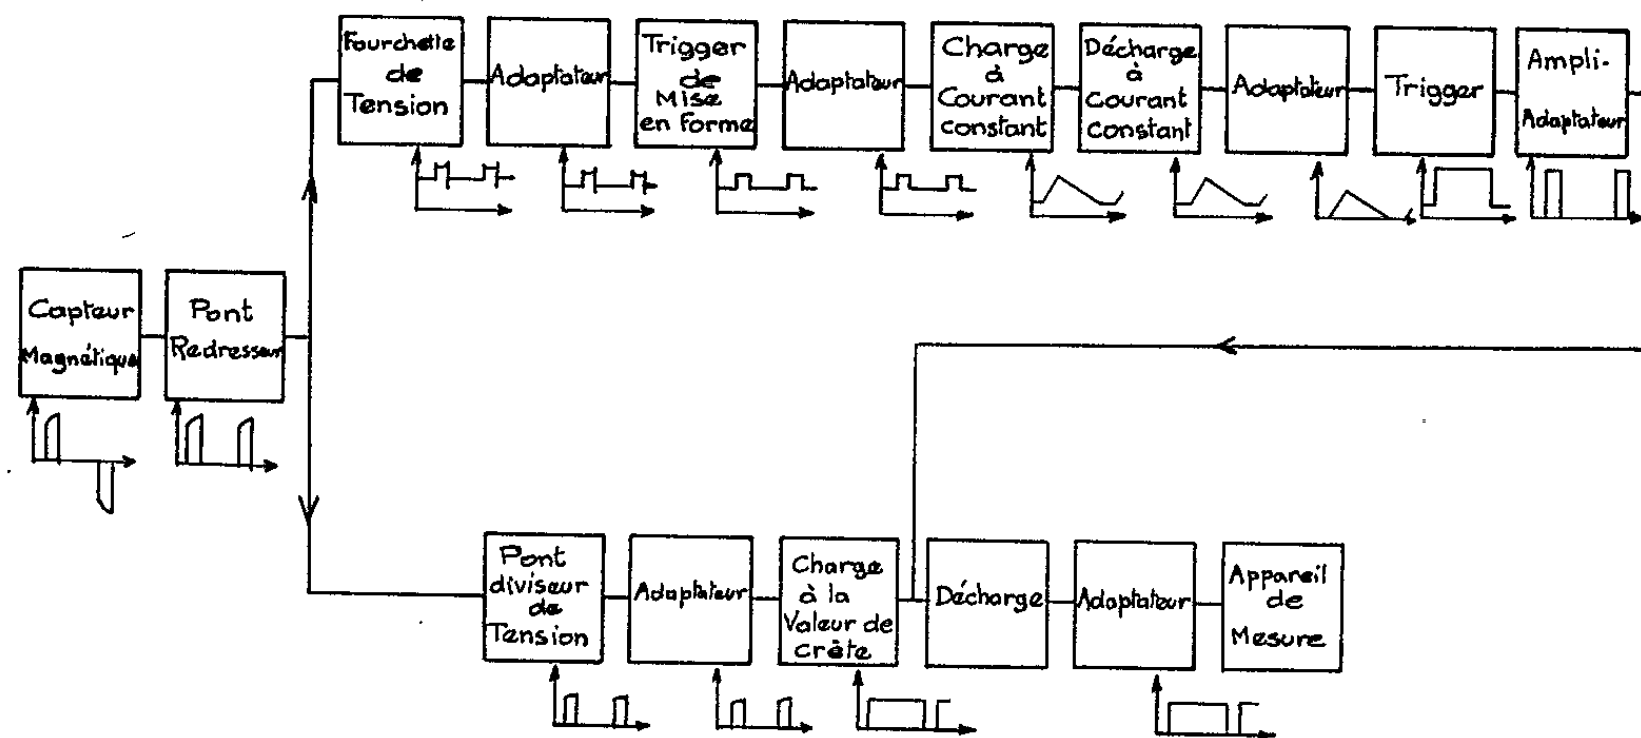 Fourchette
de
Tension
Adaptateur
Trigger
de
Mise
en forme
Adaptateur
Charge
à
Courant
constant
Décharge
à
Courant
Constant
Adaptateur
Trigger
Ampli-
Adaptateur
Capteur
Magnétique
Pont
Redresseur
Pont
diviseur
de
Tension
Adaptateur
Charge
à la
Valeur de
crête
Décharge
Adaptateur
Appareil
de
Mesure